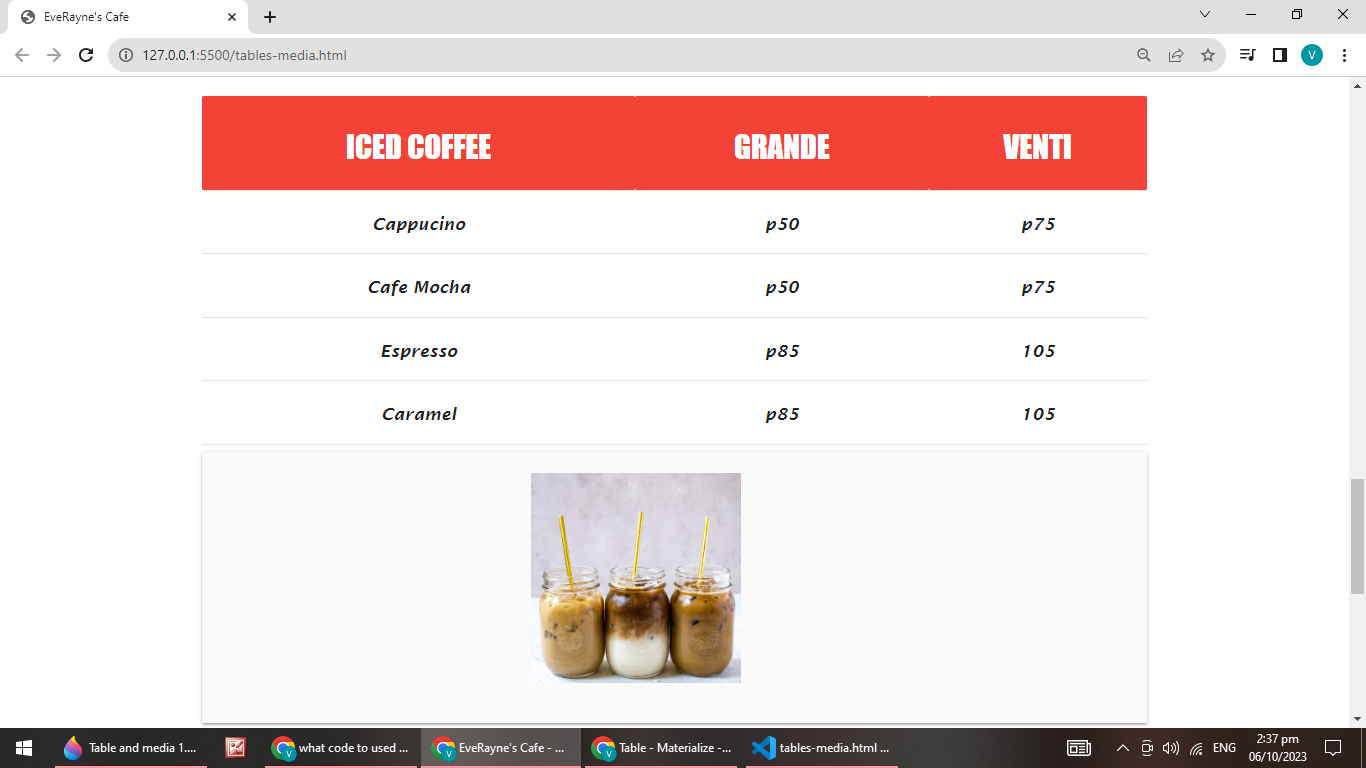 EveRayne's Cafe
127.0.0.1:5500/tables-media.html
V
ICED COFFEE GRANDE VENTI
Cappucino p50 p75
Cafe Mocha p50 p75
Espresso p85 105
Caramel p85 105
Table and media 1.... what code to used ... EveRayne's Cafe - ... Table - Materialize -... tables-media.html ... ENG 2:37 pm
06/10/2023